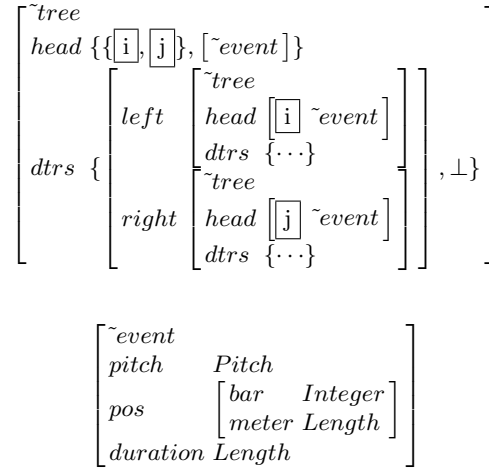 ˜tree
head {{i, j}, [˜event]}
dtrs {
left
˜tree
head [i ˜event]
dtrs {···}
right
˜tree
head [j ˜event]
dtrs {···}
, ⊥}
˜event
pitch Pitch
pos
bar Integer
meter Length
duration Length